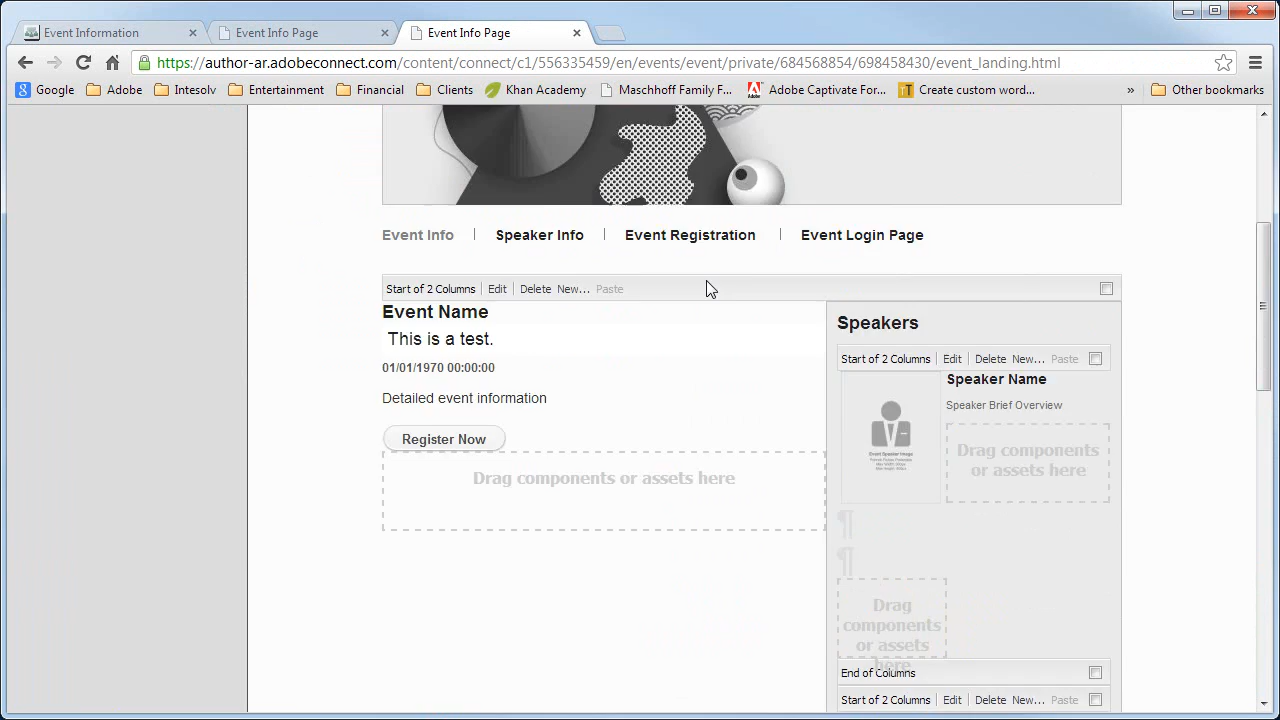 Event Information
Event Info Page
Event Info Page
https://author-ar.adobeconnect.com/content/connect/c1/556335459/en/events/event/private/684568854/698458430/event_landing.html
Google
Adobe
Intesiv
Entertainment
Financial
Clients
Khan Academy
Maschhoff Family F...
Adobe Captivate For...
Create custom word...
»
Other bookmarks
Event Info | Speaker Info | Event Registration | Event Login Page
Start of 2 Columns | Edit | Delete New... Paste
Event Name
This is a test.
01/01/1970 00:00:00
Detailed event information
Register Now
Drag components or assets here
Speakers
Start of 2 Columns | Edit | Delete New... Paste
Speaker Name
Speaker Brief Overview
Drag components
or assets here
Event Speaker Image
¶
¶
Drag
components
or assets
here
End of Columns
Start of 2 Columns | Edit | Delete New... Paste